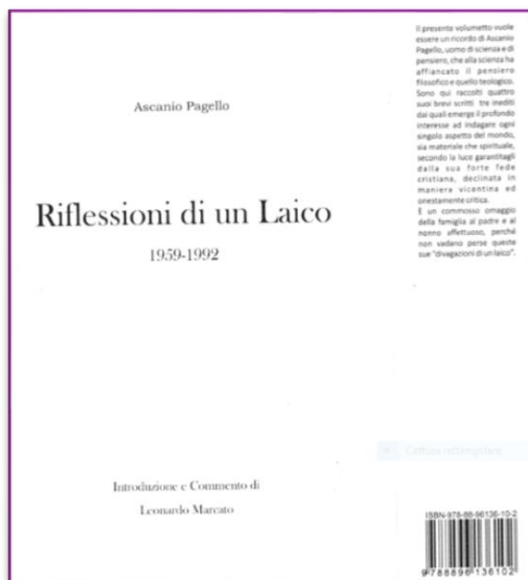 Ascanio Pagello
Riflessioni di un Laico
1959-1992
Introduzione e Commento di
Leonardo Marcato
Il presente volumetto vuole
essere un ricordo di Ascanio
Pagello, uomo di scienza e di
pensiero, che alla scienza ha
affiancato il pensiero
filosofico e quello teologico.
Sono qui raccolti quattro
suoi brevi scritti tre inediti
dai quali emerge il profondo
interesse ad indagare ogni
singolo aspetto del mondo,
sia materiale che spirituale,
secondo la luce garantitagli
dalla sua forte fede
cristiana, declinata in
maniera vicentina ed
onestamente critica.
È un commosso omaggio
della famiglia al padre e al
nonno affettuoso, perché
non vadano perse queste
sue "divagazioni di un laico".
Cattura rettangolare
ISBN-978-88-96136-10-2
9788896136102